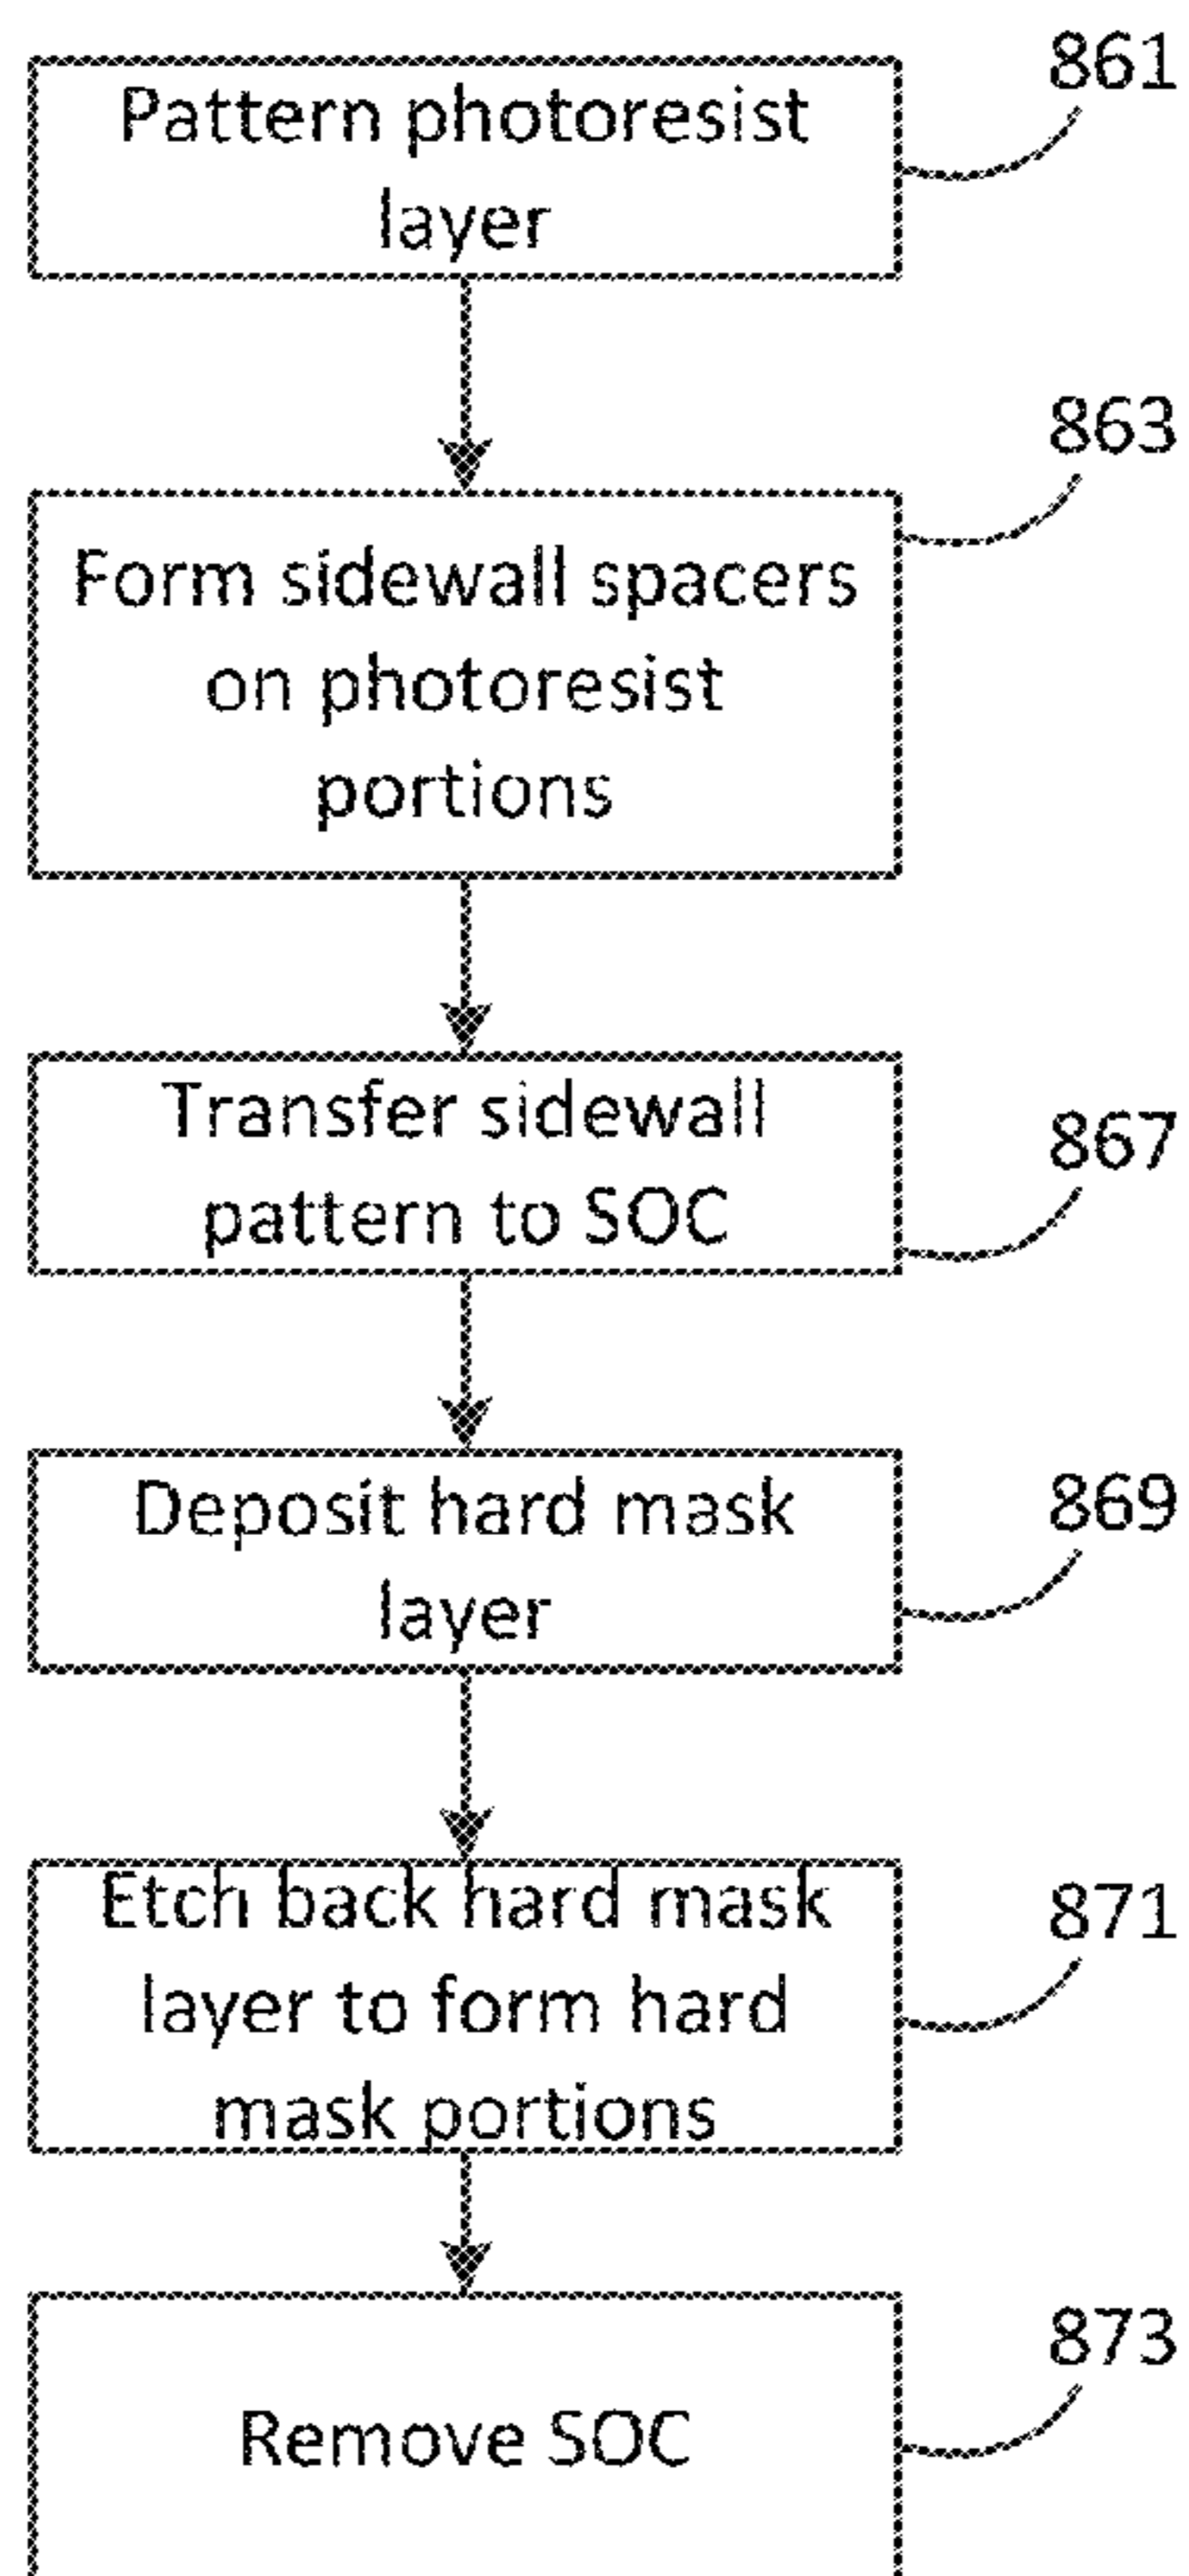 861
Pattern photoresist
layer
863
Form sidewall spacers
on photoresist
portions
Transfer sidewall
867
pattern to SOC
869
Deposit hard mask
layer
871
Etch back hard mask
layer to form hard
mask portions
873
Remove SOC